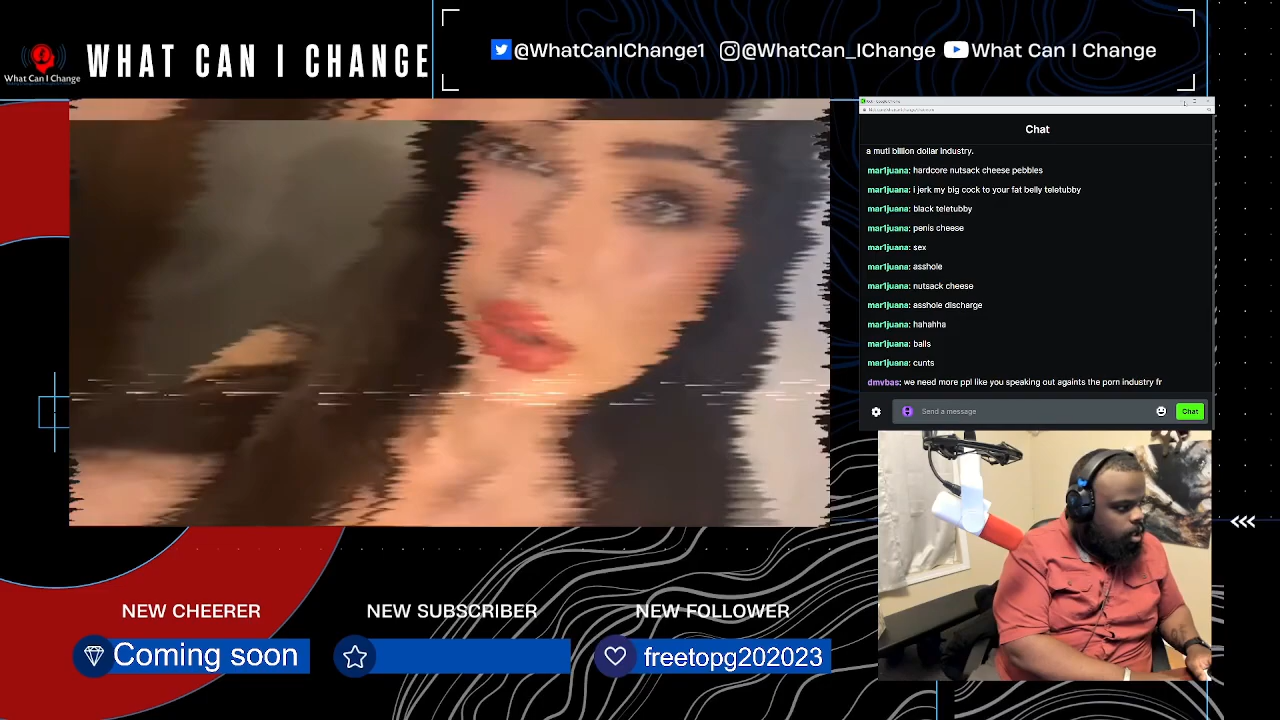 What Can I Change
WHAT CAN I CHANGE
@WhatCanIChange1
@WhatCan_IChange
What Can I Change
Chat
a muti billion dollar industry.
mar1juana: hardcore nutsack cheese pebbles
mar1juana: i jerk my big cock to your fat belly teletubby
mar1juana: black teletubby
mar1juana: penis cheese
mar1juana: sex
mar1juana: asshole
mar1juana: nutsack cheese
mar1juana: asshole discharge
mar1juana: hahahha
mar1juana: balls
mar1juana: cunts
dmvbas: we need more ppl like you speaking out againts the porn industry fr
Send a message
Chat
NEW CHEERER
NEW SUBSCRIBER
NEW FOLLOWER
Coming soon
freetopg202023